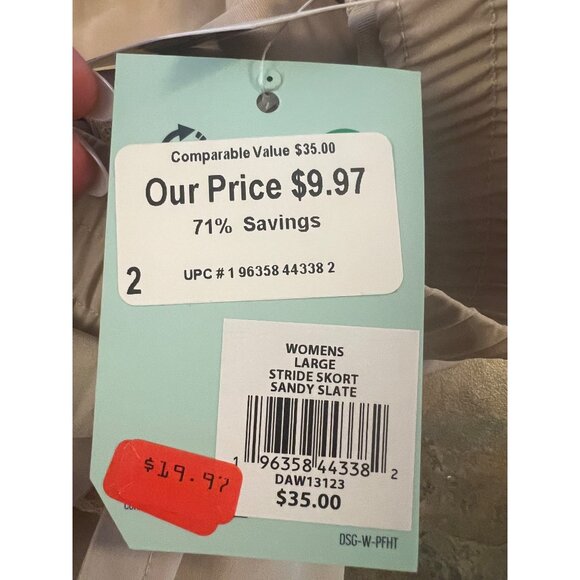 Comparable Value $35.00
Our Price $9.97
71% Savings
2
UPC # 1 96358 44338 2
WOMENS
LARGE
STRIDE SKORT
SANDY SLATE
1 96358 44338 2
DAW13123
$35.00
$19.97
DSG-W-PFHT